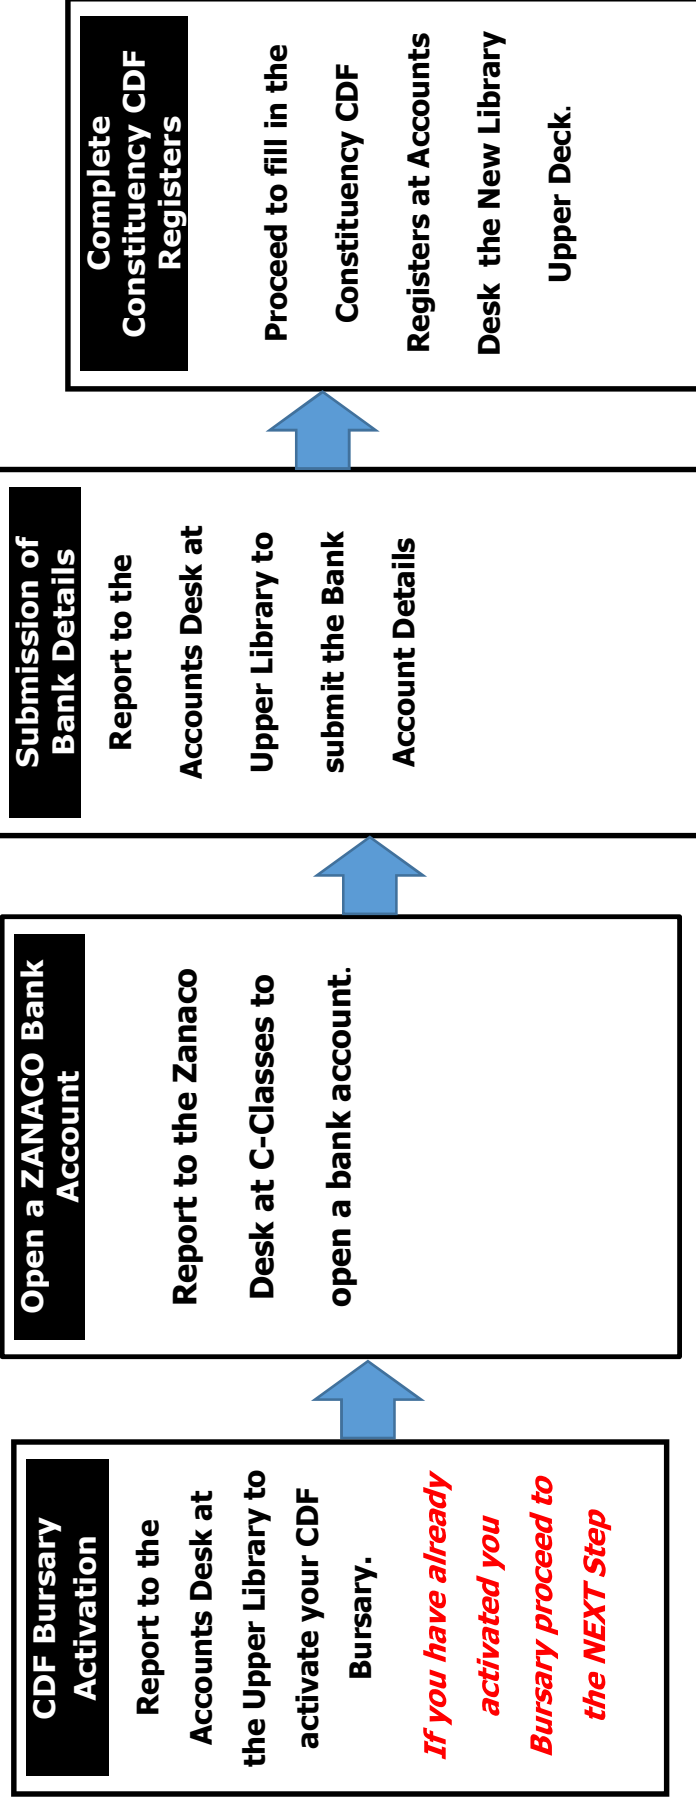 CDF Bursary
Activation
Report to the
Accounts Desk at
the Upper Library to
activate your CDF
Bursary.
If you have already
activated you
Bursary proceed to
the NEXT Step
Open a ZANACO Bank
Account
Report to the Zanaco
Desk at C-Classes to
open a bank account.
Submission of
Bank Details
Report to the
Accounts Desk at
Upper Library to
submit the Bank
Account Details
Complete
Constituency CDF
Registers
Proceed to fill in the
Constituency CDF
Registers at Accounts
Desk the New Library
Upper Deck.